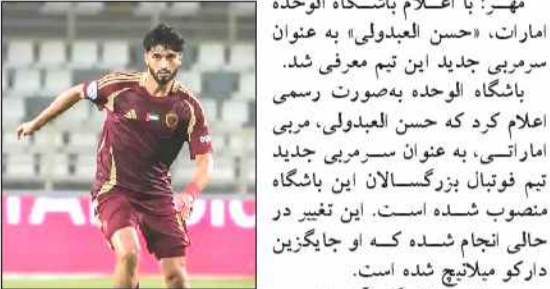 مهر: با اعلام باشگاه الوحده
امارات، «حسن العبدولی» به عنوان
سرمربی جدید این تیم معرفی شد.
باشگاه الوحده به‌صورت رسمی
اعلام کرد که حسن العبدولی، مربی
اماراتی، به عنوان سرمربی جدید
تیم فوتبال بزرگسالان این باشگاه
منصوب شده است. این تغییر در
حالی انجام شده که او جایگزین
دارکو میلانیچ شده است.